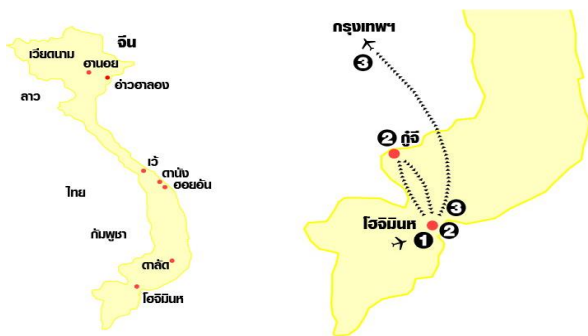 เวียดนาม
จีน
ฮานอย
อ่าวฮาลอง
ลาว
เว้
ดานัง
ฮอยอัน
ไทย
กัมพูชา
ดาลัด
โฮจิมินห
กรุงเทพฯ
3
2 กู๋จี
3
โฮจิมินห
1 2